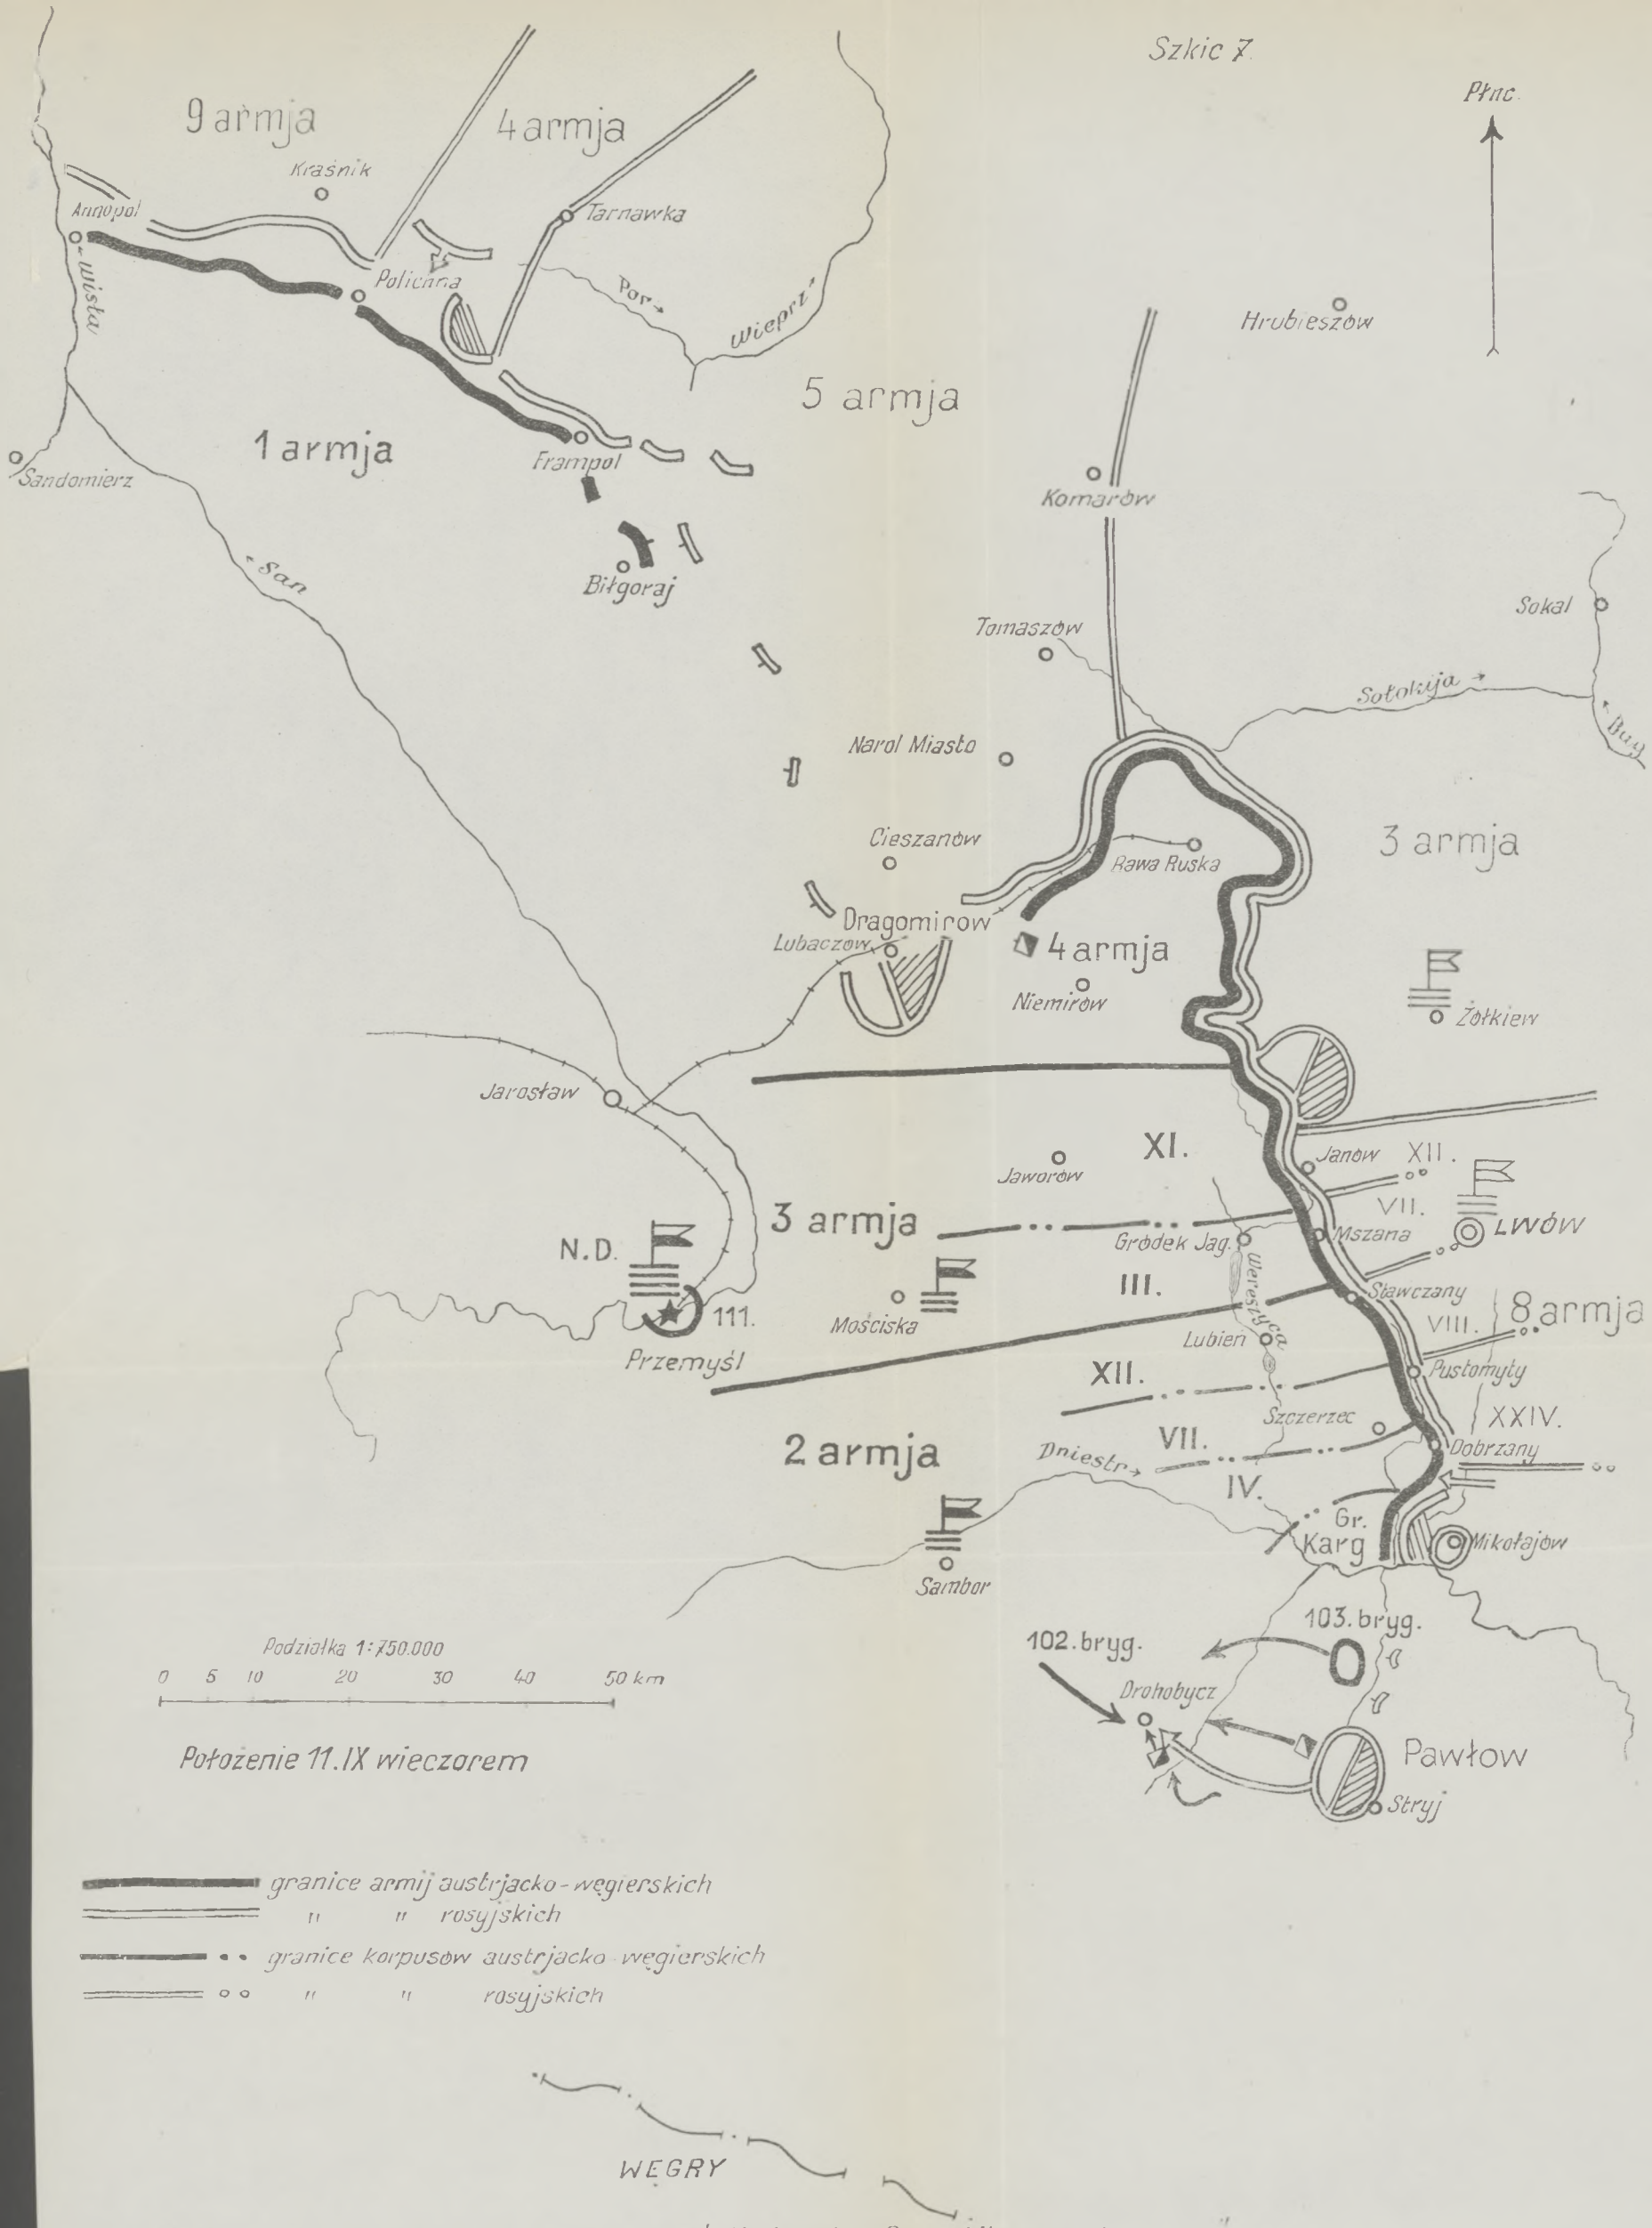 Szkic 7.
Płnc.
9 armja
4 armja
Kraśnik
Annopol
Tarnawka
Wisła
Polichna
Por
Wieprz
Hrubieszów
5 armja
1 armja
Frampol
Sandomierz
Komarów
San
Biłgoraj
Sokal
Tomaszów
Sołokija
Bug
Narol Miasto
Cieszanów
3 armja
Rawa Ruska
Dragomirow
Lubaczow
4 armja
Niemirów
Żółkiew
Jarosław
XI.
Janów
XII.
Jaworów
VII.
3 armja
Gródek Jag.
Mszana
LWÓW
N.D.
Wereszyca
III.
Stawczany
111.
Mościska
8 armja
VIII.
Lubień
Przemyśl
XII.
Pustomyty
Szczerzec
XXIV.
2 armja
VII.
Dobrzany
Dniestr
IV.
Gr.
Karg
Mikołajów
Sambor
103. bryg.
102. bryg.
Drohobycz
Pawłow
Stryj
Podziałka 1:750.000
0 5 10 20 30 40 50 km
Położenie 11.IX wieczorem
granice armij austrjacko-węgierskich
" " rosyjskich
granice korpusów austrjacko-węgierskich
" " rosyjskich
WĘGRY